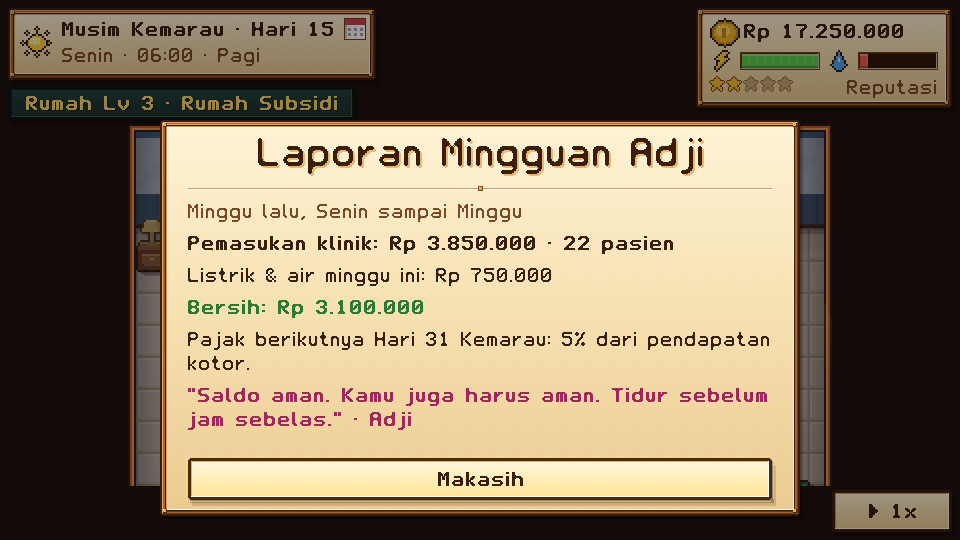 Musim Kemarau · Hari 15
Senin · 06:00 · Pagi
Rp 17.250.000
Reputasi
Rumah Lv 3 · Rumah Subsidi
Laporan Mingguan Adji
Minggu lalu, Senin sampai Minggu
Pemasukan klinik: Rp 3.850.000 · 22 pasien
Listrik & air minggu ini: Rp 750.000
Bersih: Rp 3.100.000
Pajak berikutnya Hari 31 Kemarau: 5% dari pendapatan
kotor.
"Saldo aman. Kamu juga harus aman. Tidur sebelum
jam sebelas." · Adji
Makasih
1x